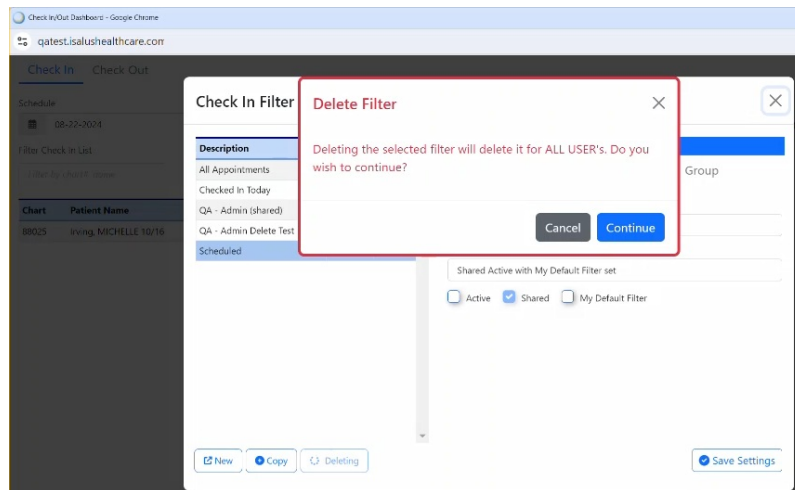 Check In/Out Dashboard - Google Chrome
qatest.isalushealthcare.com
Check In Check Out
Schedule
08-22-2024
Filter Check In List
Chart Patient Name
88025 Irving, MICHELLE 10/16
Check In Filter
Description
All Appointments
Checked In Today
QA - Admin (shared)
QA - Admin Delete Test
Scheduled
Delete Filter
Deleting the selected filter will delete it for ALL USER's. Do you
wish to continue?
Cancel Continue
Group
Shared Active with My Default Filter set
Active Shared My Default Filter
New Copy Deleting
Save Settings